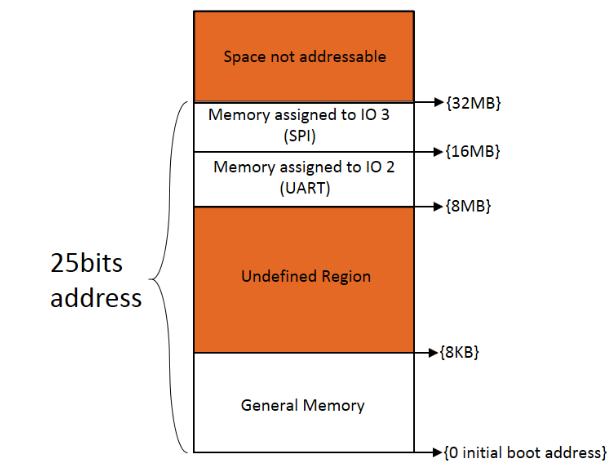 Space not addressable
{32MB}
Memory assigned to IO 3
(SPI)
{16MB}
Memory assigned to IO 2
(UART)
{8MB}
25bits
address
Undefined Region
{8KB}
General Memory
{0 initial boot address}